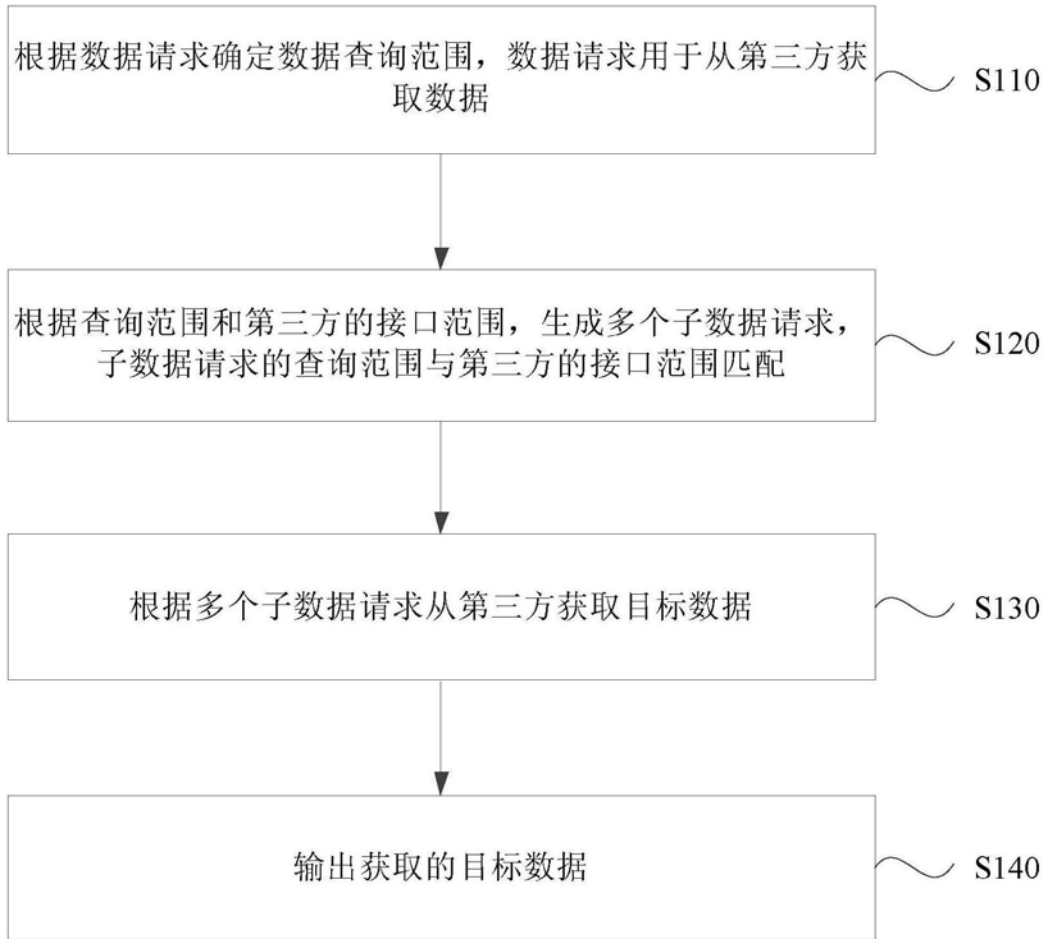 根据数据请求确定数据查询范围，数据请求用于从第三方获
取数据
S110
根据查询范围和第三方的接口范围，生成多个子数据请求，
子数据请求的查询范围与第三方的接口范围匹配
S120
根据多个子数据请求从第三方获取目标数据
S130
输出获取的目标数据
S140